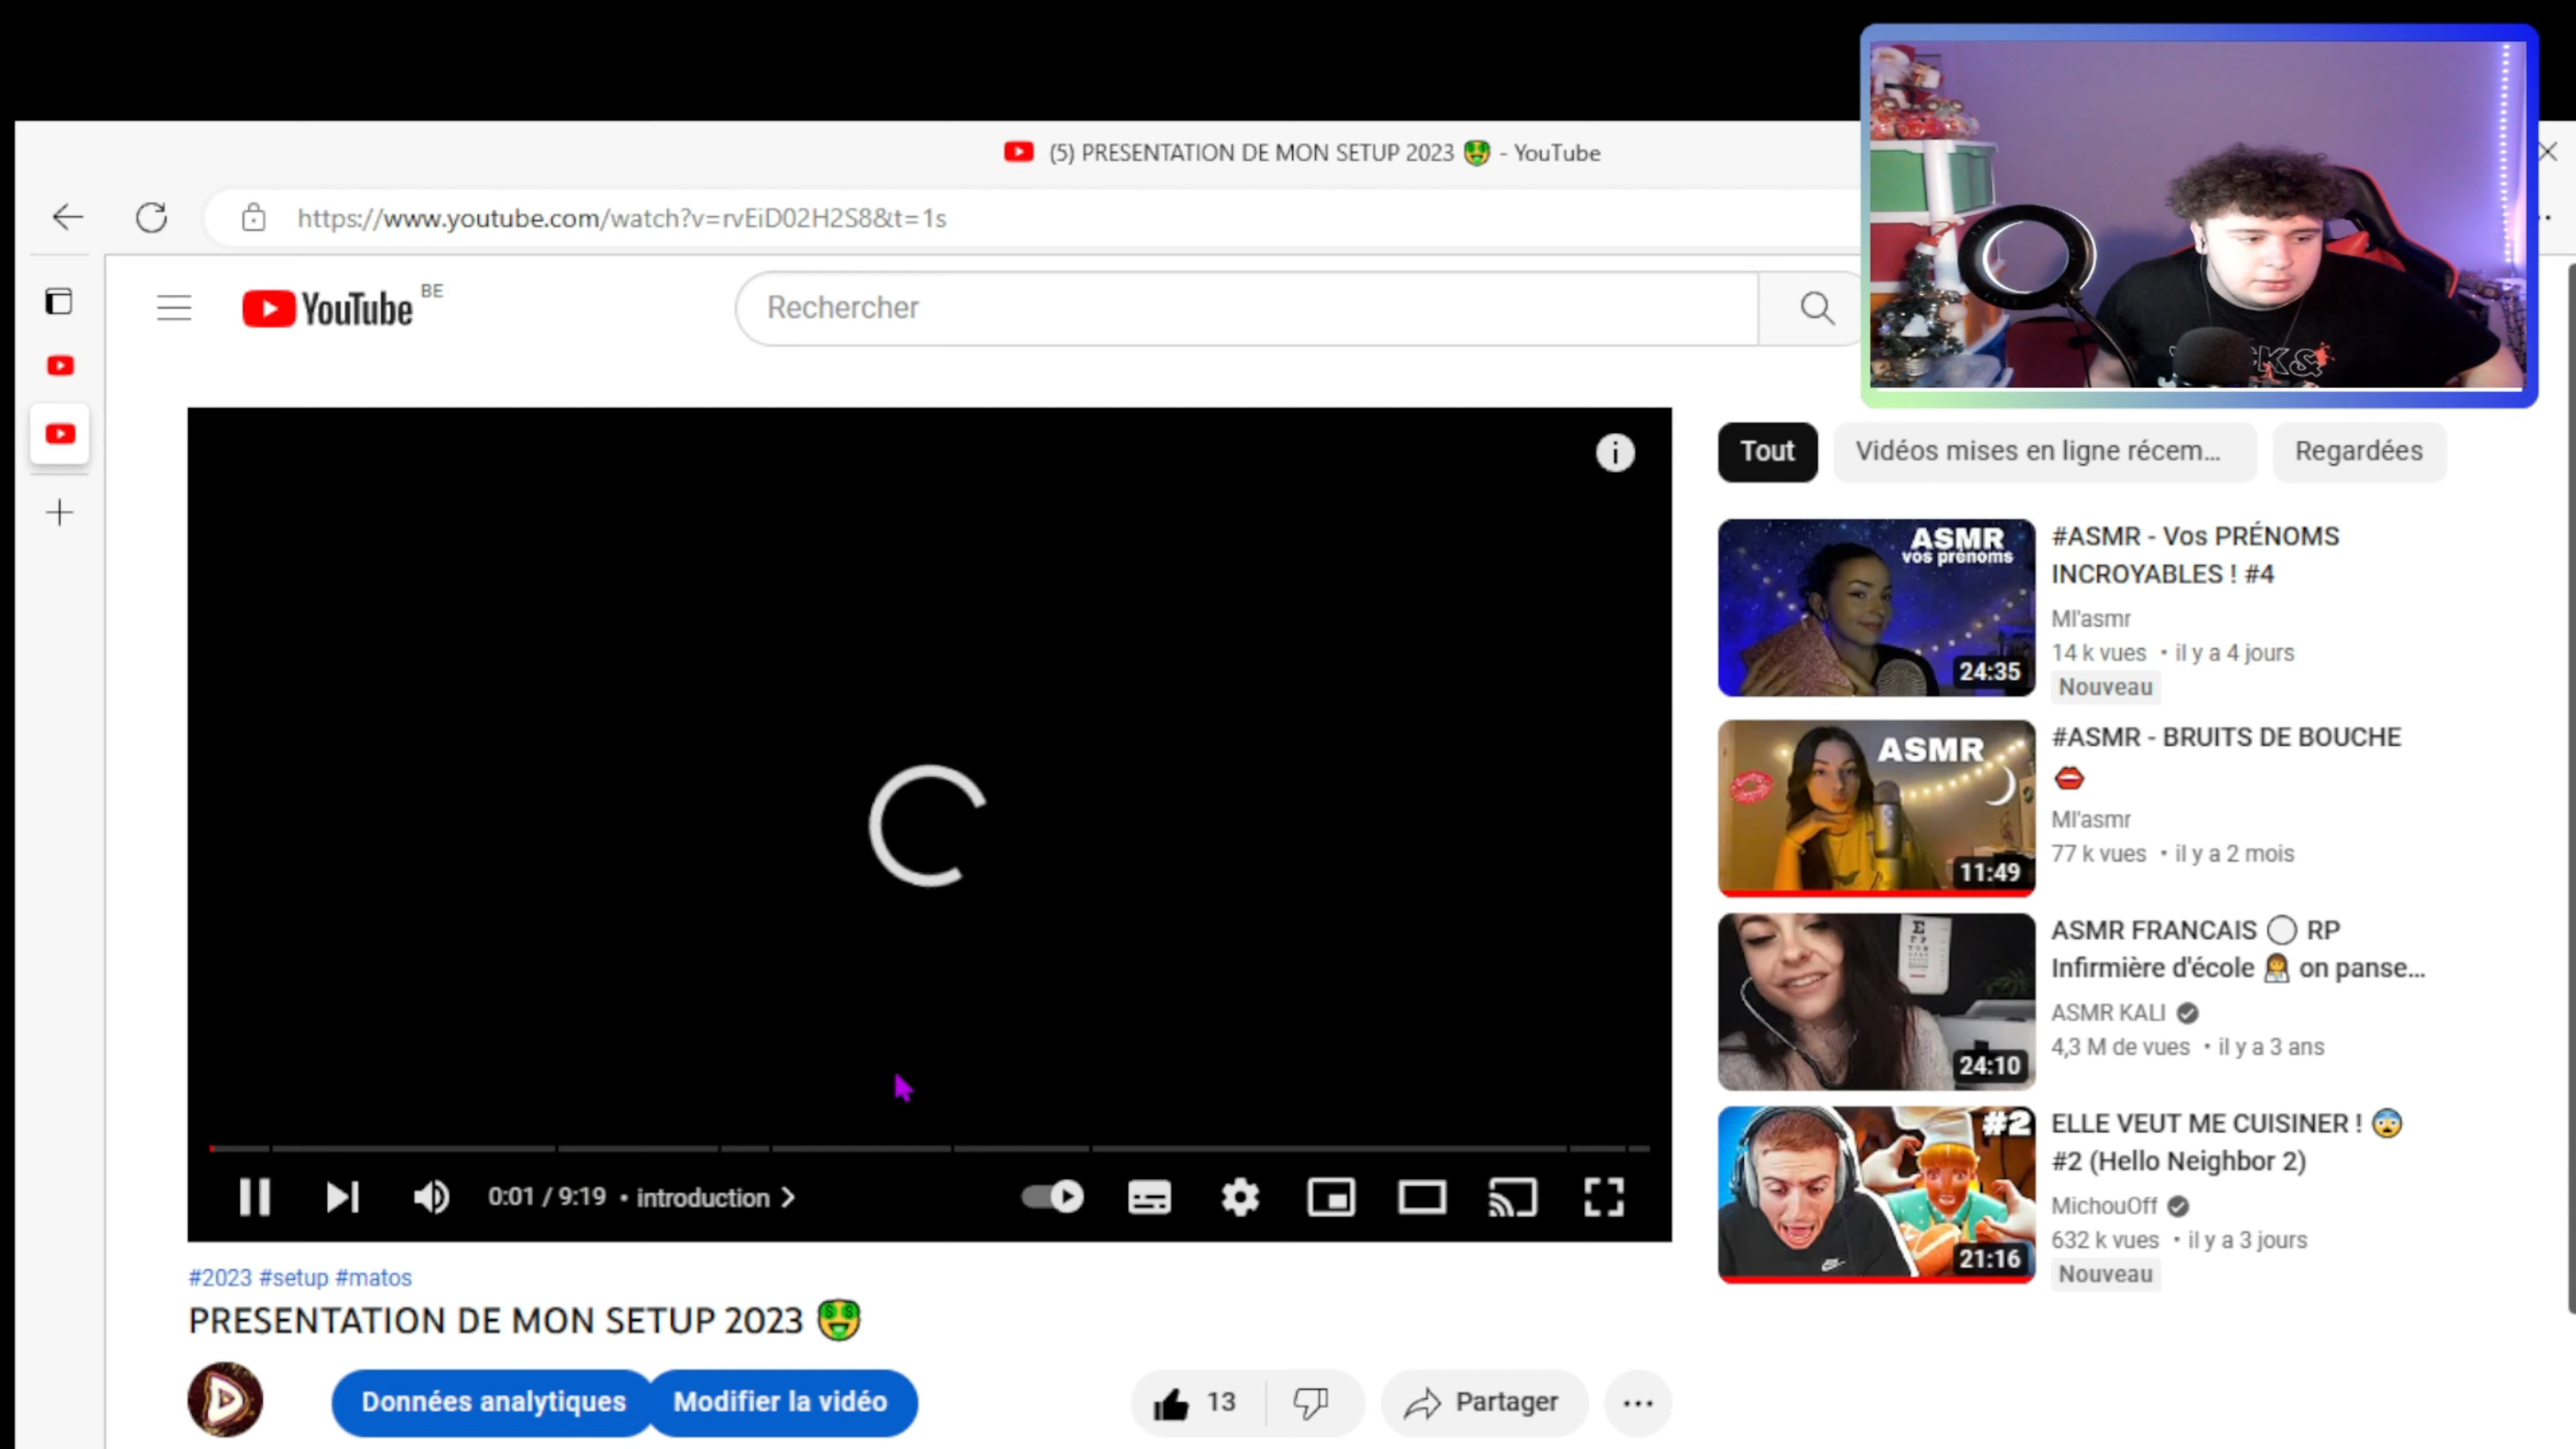 (5) PRESENTATION DE MON SETUP 2023 🤑 - YouTube
https://www.youtube.com/watch?v=rvEiD02H2S8&t=1s
YouTube BE
Rechercher
Tout
Vidéos mises en ligne récem...
Regardées
ASMR
vos prénoms
24:35
#ASMR - Vos PRÉNOMS
INCROYABLES ! #4
Ml'asmr
14 k vues • il y a 4 jours
Nouveau
ASMR
11:49
#ASMR - BRUITS DE BOUCHE
👄
Ml'asmr
77 k vues • il y a 2 mois
24:10
ASMR FRANCAIS ◯ RP
Infirmière d'école 👩‍⚕️ on panse...
ASMR KALI
4,3 M de vues • il y a 3 ans
#2
21:16
ELLE VEUT ME CUISINER ! 😨
#2 (Hello Neighbor 2)
MichouOff
632 k vues • il y a 3 jours
Nouveau
0:01 / 9:19 • introduction
#2023 #setup #matos
PRESENTATION DE MON SETUP 2023 🤑
Données analytiques
Modifier la vidéo
13
Partager